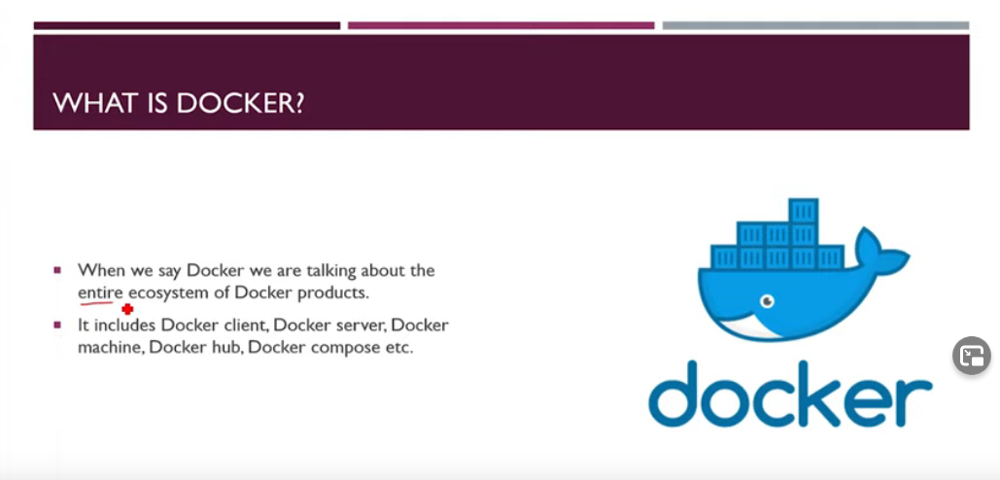 WHAT IS DOCKER?
When we say Docker we are talking about the
entire ecosystem of Docker products.
It includes Docker client, Docker server, Docker
machine, Docker hub, Docker compose etc.
docker